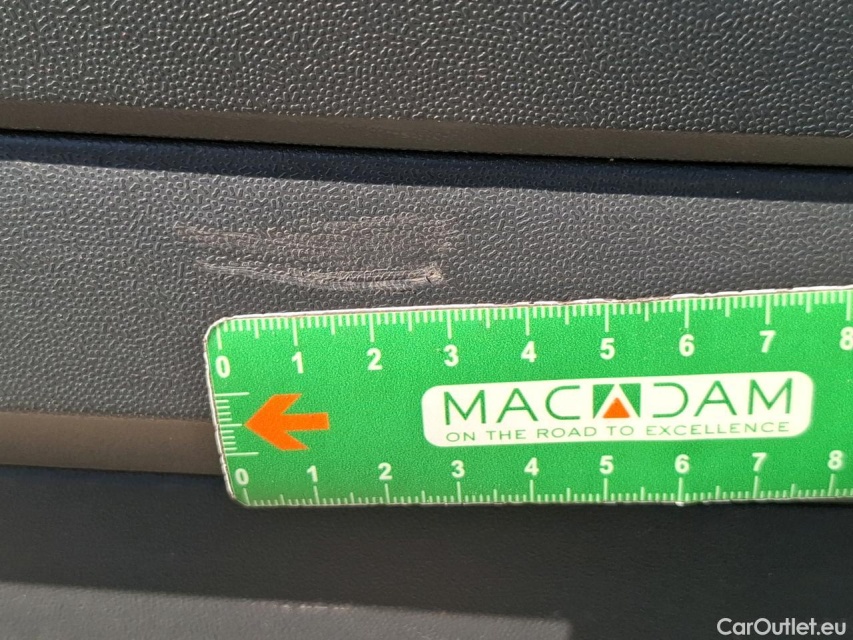 0 1 2 3 4 5 6 7 8
MACADAM
ON THE ROAD TO EXCELLENCE
0 1 2 3 4 5 6 7 8
CarOutlet.eu